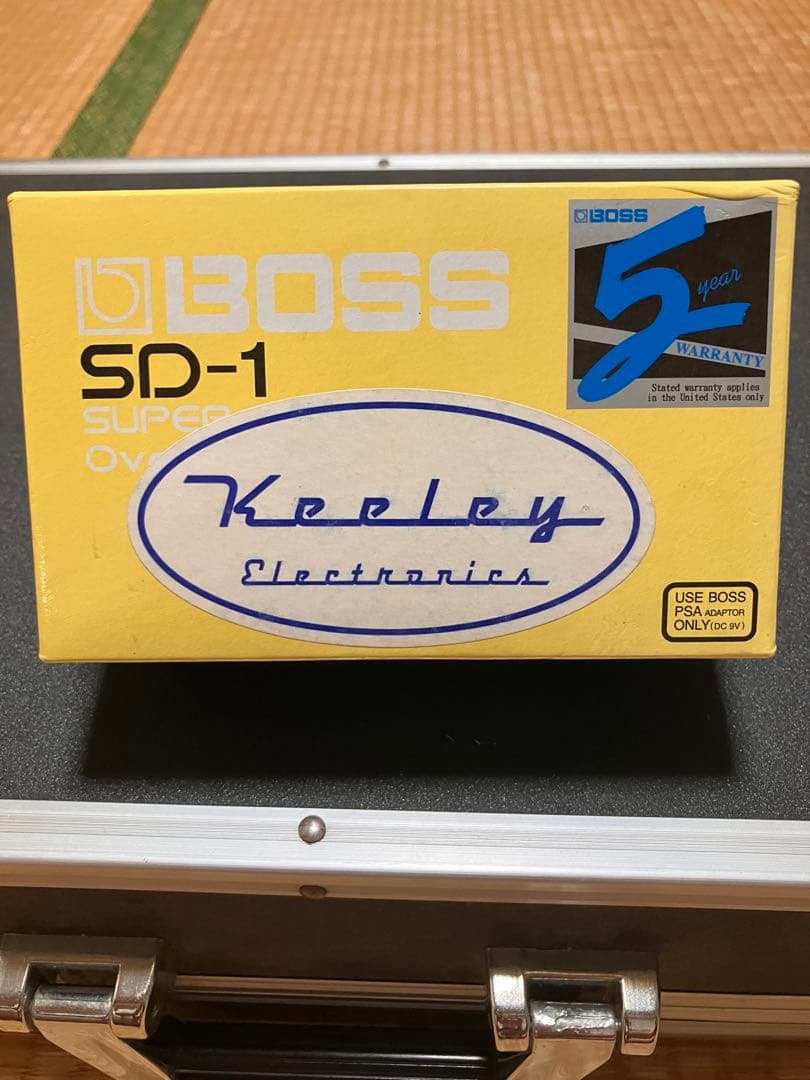 BOSS
SD-1
SUPER
BOSS
5
year
WARRANTY
Stated warranty applies
in the United States only
Keeley
Electronics
USE BOSS
PSA ADAPTOR
ONLY(DC 9V)